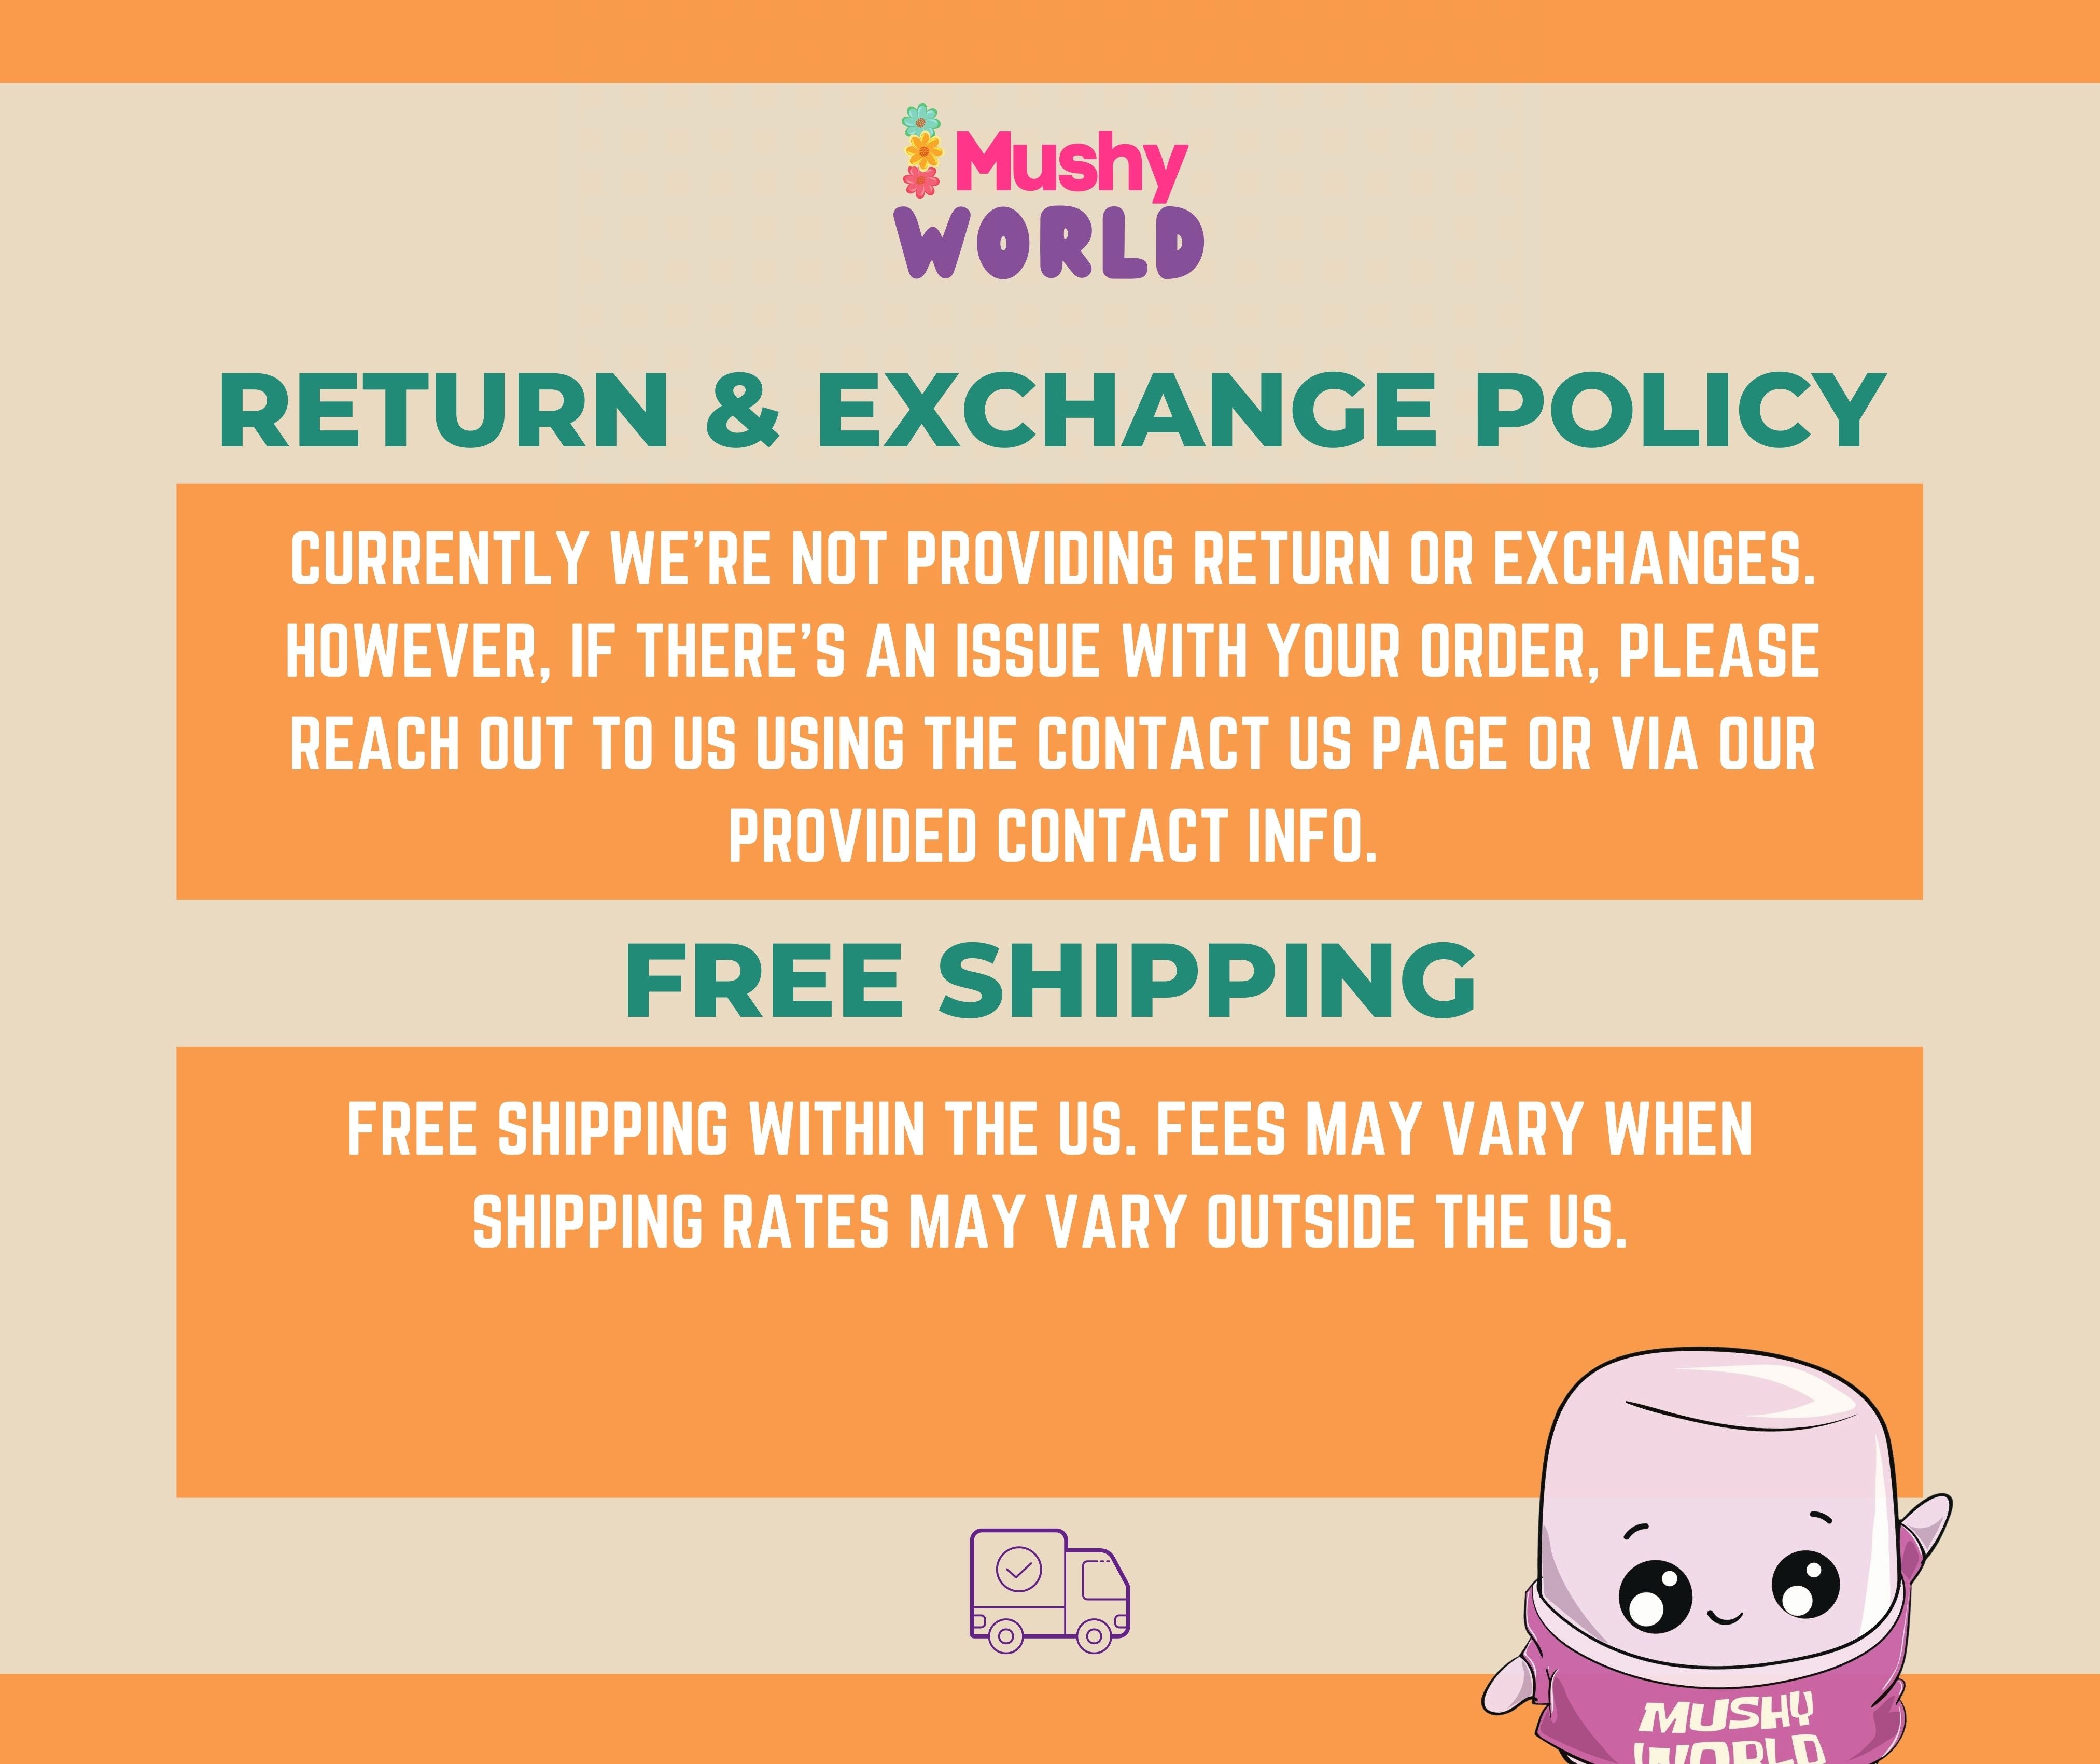 Mushy
WORLD
RETURN & EXCHANGE POLICY
CURRENTLY WE'RE NOT PROVIDING RETURN OR EXCHANGES.
HOWEVER, IF THERE'S AN ISSUE WITH YOUR ORDER, PLEASE
REACH OUT TO US USING THE CONTACT US PAGE OR VIA OUR
PROVIDED CONTACT INFO.
FREE SHIPPING
FREE SHIPPING WITHIN THE US. FEES MAY VARY WHEN
SHIPPING RATES MAY VARY OUTSIDE THE US.
MUSHY
WORLD